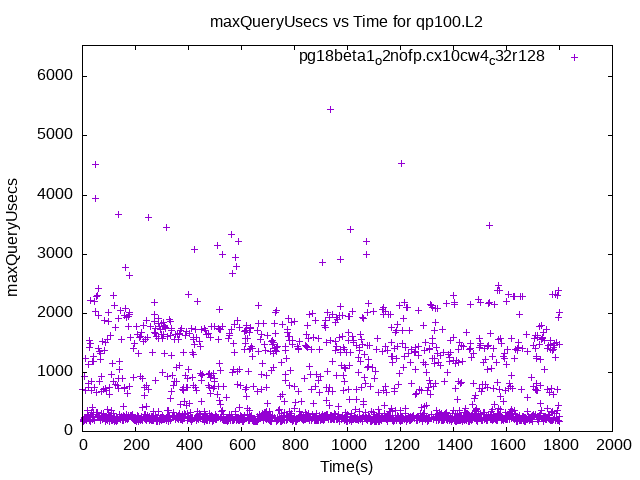 maxQueryUsecs vs Time for qp100.L2
pg18beta1o2nofp.cx10cw4c32r128
6000
5000
4000
3000
2000
1000
0
maxQueryUsecs
0 200 400 600 800 1000 1200 1400 1600 1800 2000
Time(s)